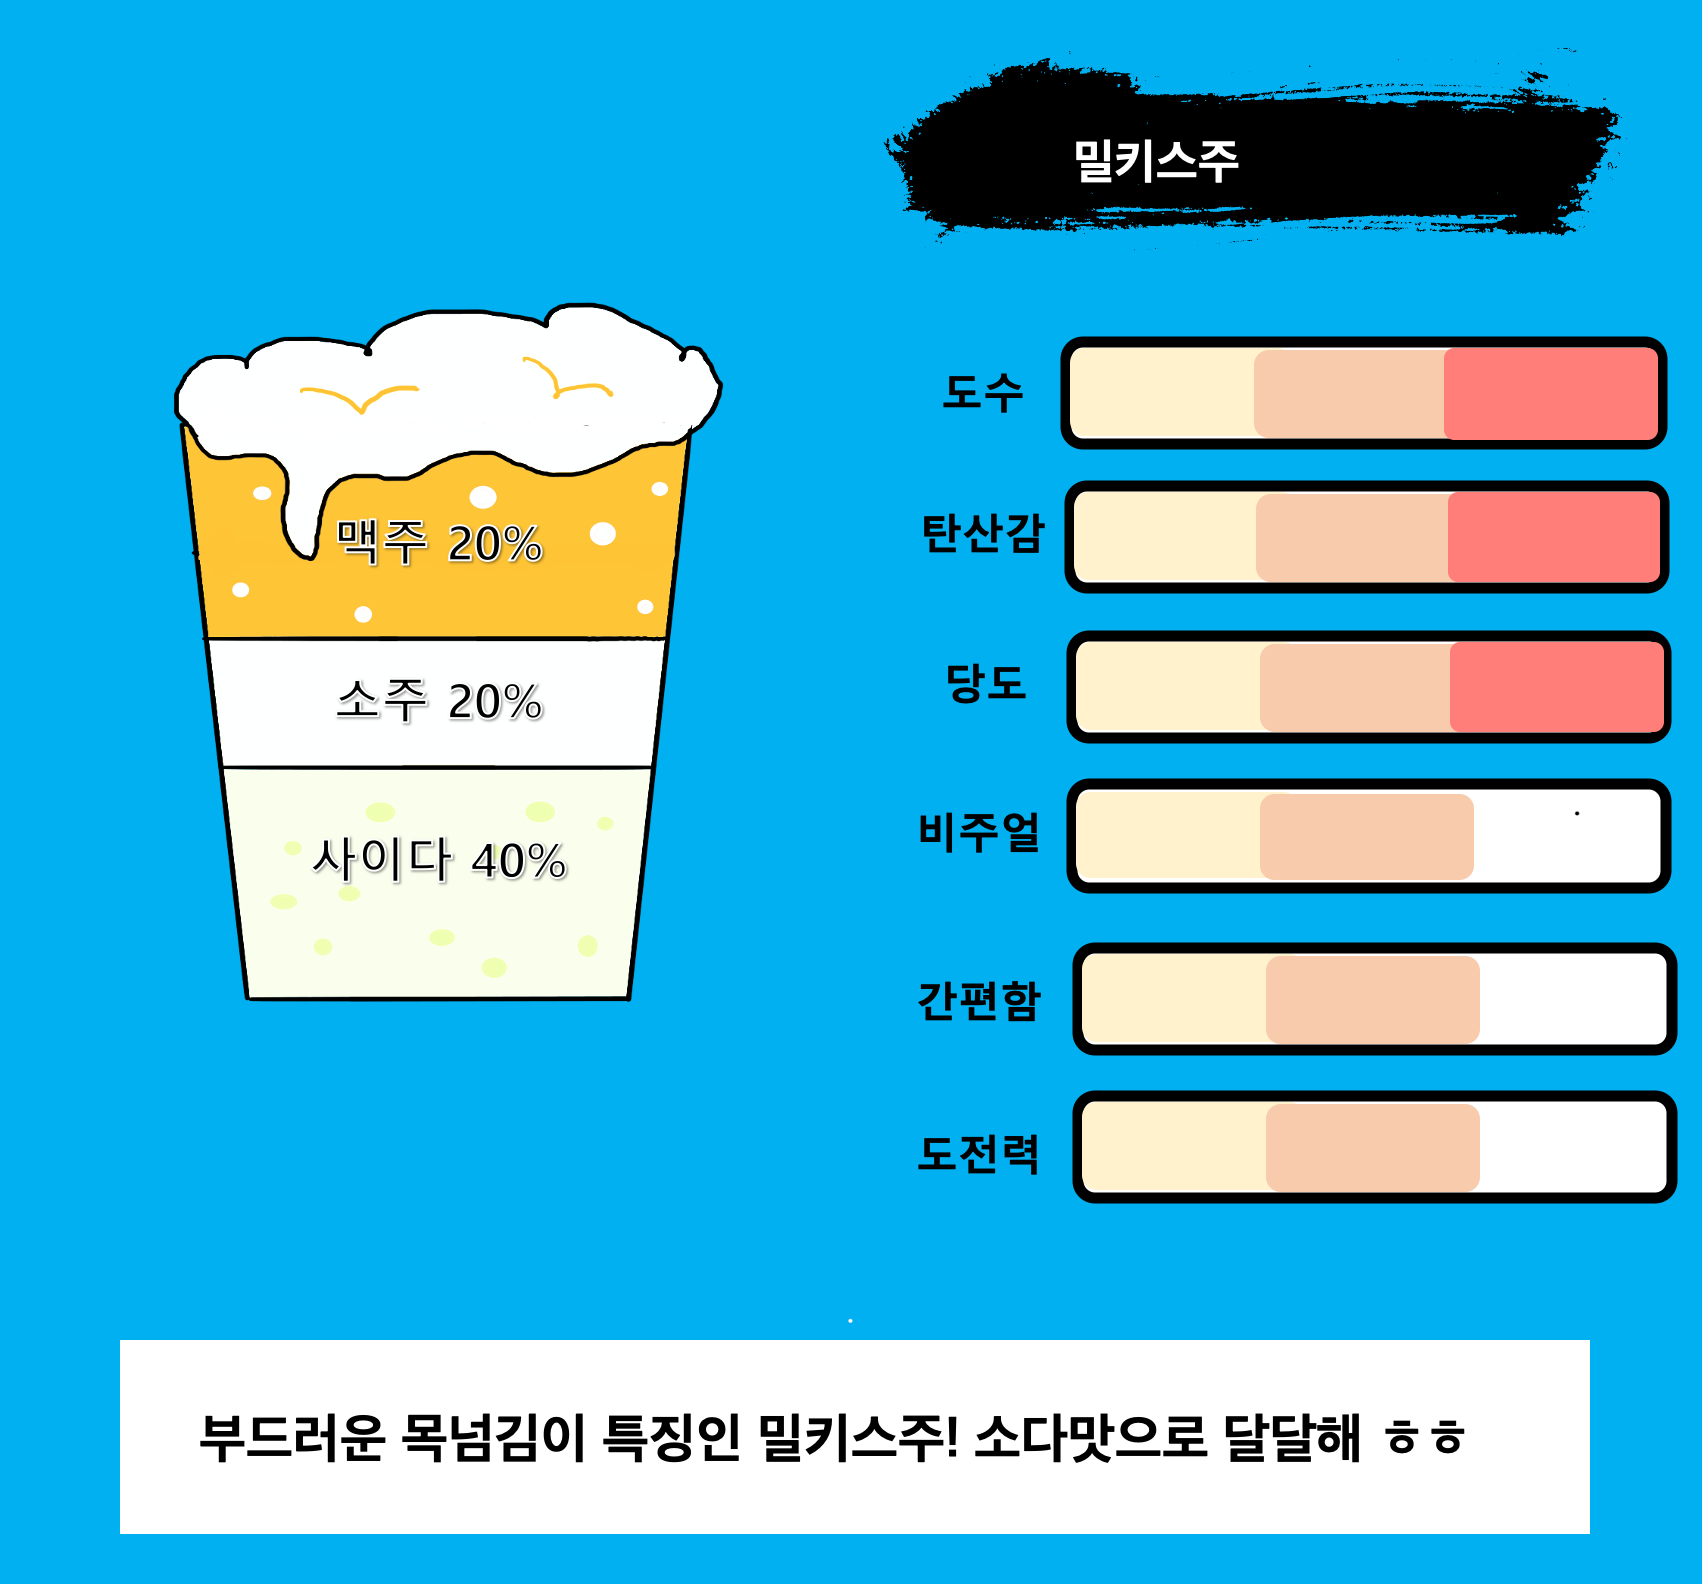 밀키스주
도수
탄산감
맥주 20%
당도
소주 20%
비주얼
사이다 40%
간편함
도전력
부드러운 목넘김이 특징인 밀키스주! 소다맛으로 달달해 ㅎㅎ